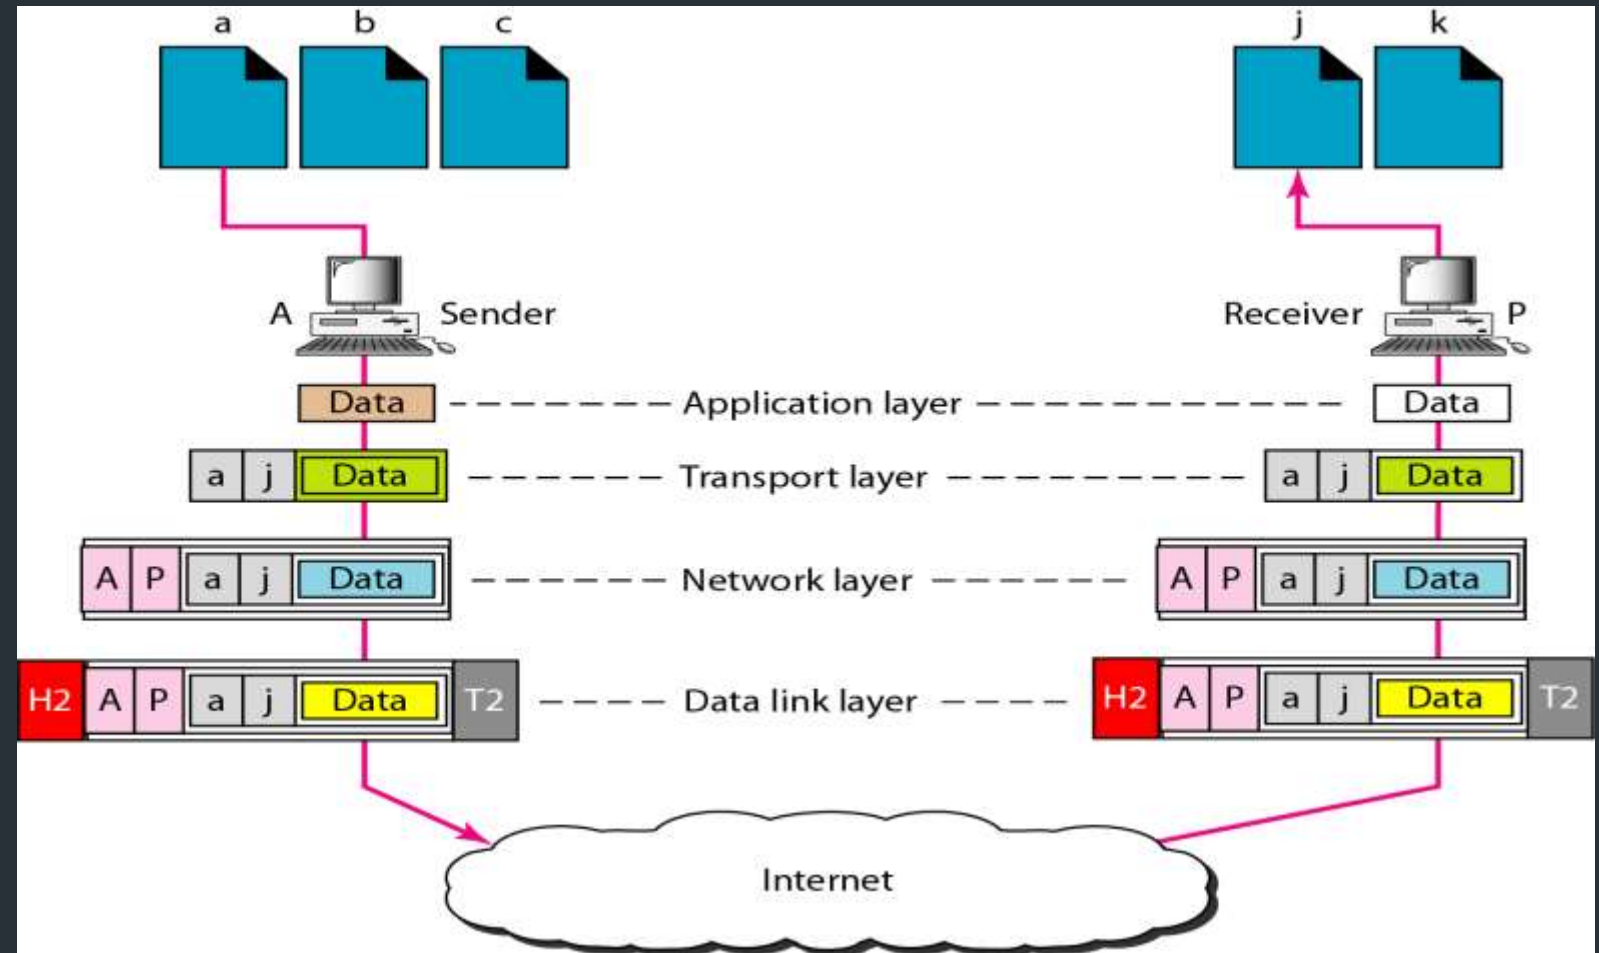 a b c j k
A Sender Receiver P
Data Application layer Data
a j Data Transport layer a j Data
A P a j Data Network layer A P a j Data
H2 A P a j Data T2 Data link layer H2 A P a j Data T2
Internet